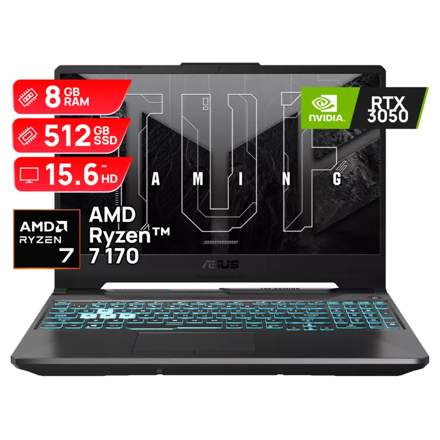 8 GB RAM
512 GB SSD
15.6" HD
NVIDIA.
RTX
3050
TUF
GAMING
AMD
RYZEN
7
AMD
Ryzen™
7 170
ASUS